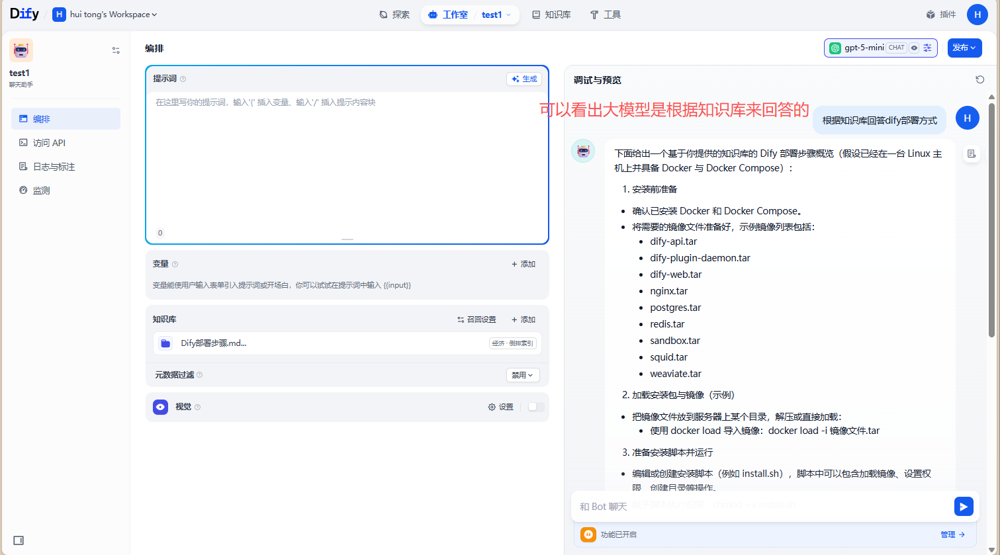 Dify
H hui tong's Workspace
探索
工作室 / test1
知识库
工具
插件
H
test1
聊天助手
编排
访问 API
日志与标注
监测
编排
gpt-5-mini CHAT
发布
提示词
生成
在这里写你的提示词，输入'{' 插入变量、输入'/' 插入提示内容块
0
变量
+ 添加
变量能使用户输入表单引入提示词或开场白，你可以试试在提示词中输入 {{input}}
知识库
召回设置
+ 添加
Dify部署步骤.md...
经济 · 倒排索引
元数据过滤
禁用
视觉
设置
调试与预览
可以看出大模型是根据知识库来回答的
根据知识库回答dify部署方式
H
下面给出一个基于你提供的知识库的 Dify 部署步骤概览（假设已经在一台 Linux 主
机上并具备 Docker 与 Docker Compose）：
1. 安装前准备
• 确认已安装 Docker 和 Docker Compose。
• 将需要的镜像文件准备好，示例镜像列表包括：
• dify-api.tar
• dify-plugin-daemon.tar
• dify-web.tar
• nginx.tar
• postgres.tar
• redis.tar
• sandbox.tar
• squid.tar
• weaviate.tar
2. 加载安装包与镜像（示例）
• 把镜像文件放到服务器上某个目录，解压或直接加载：
• 使用 docker load 导入镜像：docker load -i 镜像文件.tar
3. 准备安装脚本并运行
• 编辑或创建安装脚本（例如 install.sh），脚本中可以包含加载镜像、设置权
限、创建目录等操作。
和 Bot 聊天
功能已开启
管理 →